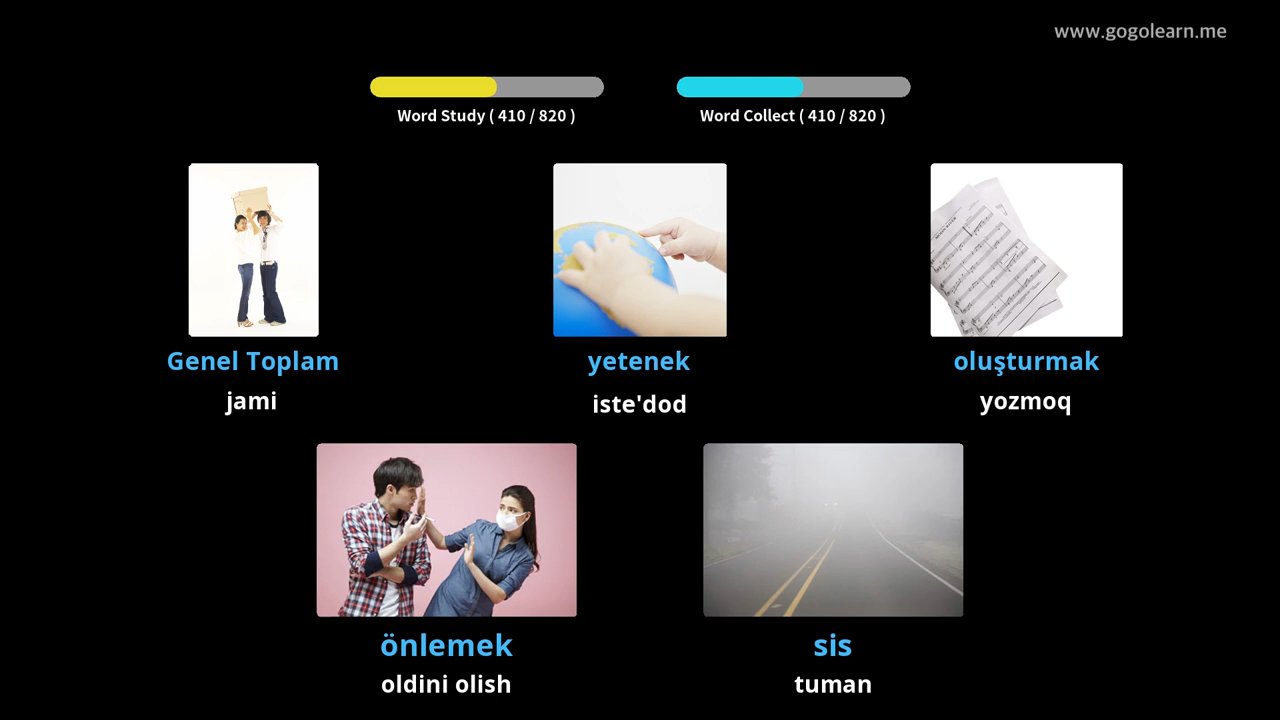 www.gogolearn.me
Word Study ( 410 / 820 )
Word Collect ( 410 / 820 )
Genel Toplam
jami
yetenek
iste'dod
oluşturmak
yozmoq
önlemek
oldini olish
sis
tuman